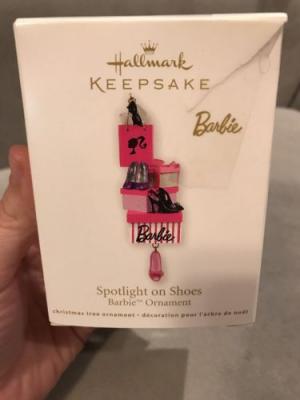 Hallmark
KEEPSAKE
Barbie
Barbie
Spotlight on Shoes
Barbie™ Ornament
christmas tree ornament • décoration pour l'arbre de noël